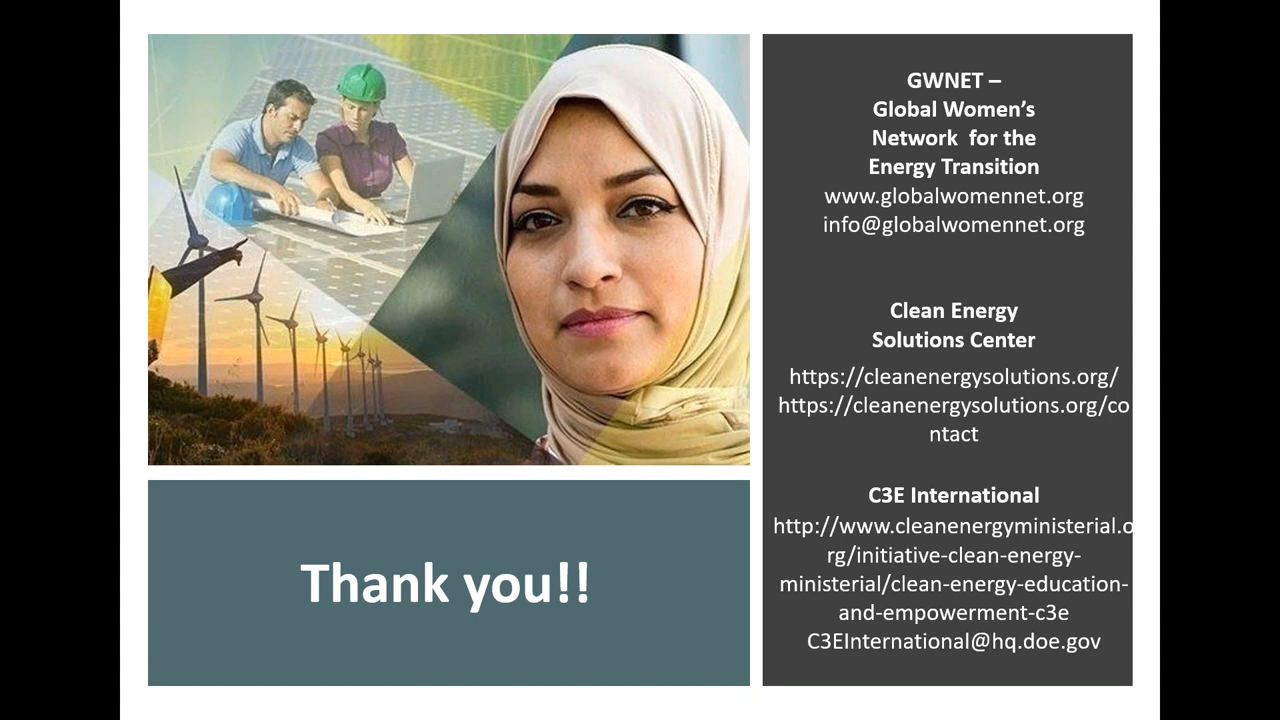 Thank you!!
GWNET –
Global Women's
Network for the
Energy Transition
www.globalwomennet.org
info@globalwomennet.org
Clean Energy
Solutions Center
https://cleanenergysolutions.org/
https://cleanenergysolutions.org/co
ntact
C3E International
http://www.cleanenergyministerial.o
rg/initiative-clean-energy-
ministerial/clean-energy-education-
and-empowerment-c3e
C3EInternational@hq.doe.gov